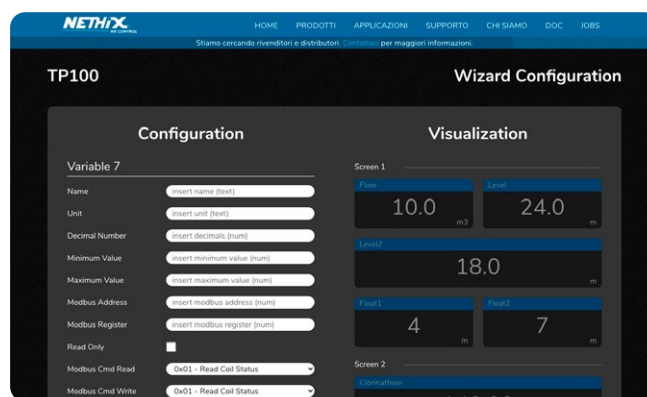 NETHIX
WE CONTROL
HOME PRODOTTI APPLICAZIONI SUPPORTO CHI SIAMO DOC JOBS
Stiamo cercando rivenditori e distributori. Contattaci per maggiori informazioni.
TP100
Wizard Configuration
Configuration
Variable 7
Name insert name (text)
Unit insert unit (text)
Decimal Number insert decimals (num)
Minimum Value insert minimum value (num)
Maximum Value insert maximum value (num)
Modbus Address insert modbus address (num)
Modbus Register insert modbus register (num)
Read Only
Modbus Cmd Read 0x01 - Read Coil Status
Modbus Cmd Write 0x01 - Read Coil Status
Visualization
Screen 1
Flow
10.0
m3
Level
24.0
m
Level2
18.0
m
Float1
4
m
Float2
7
m
Screen 2
Clorinathion